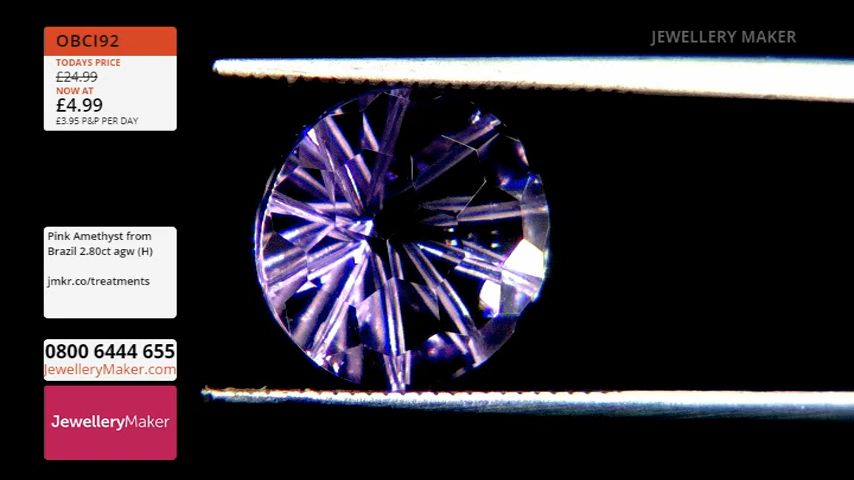 OBCI92
TODAYS PRICE
£24.99
NOW AT
£4.99
£3.95 P&P PER DAY
Pink Amethyst from
Brazil 2.80ct agw (H)
jmkr.co/treatments
0800 6444 655
JewelleryMaker.com
JewelleryMaker
JEWELLERY MAKER